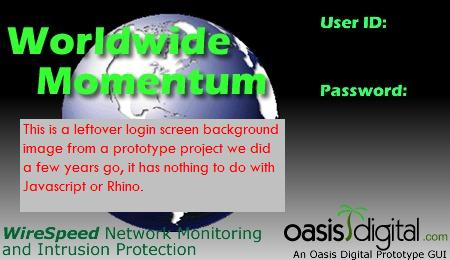 Worldwide
Momentum
User ID:
Password:
This is a leftover login screen background
image from a prototype project we did
a few years go, it has nothing to do with
Javascript or Rhino.
WireSpeed Network Monitoring
and Intrusion Protection
oasisdigital.com
An Oasis Digital Prototype GUI